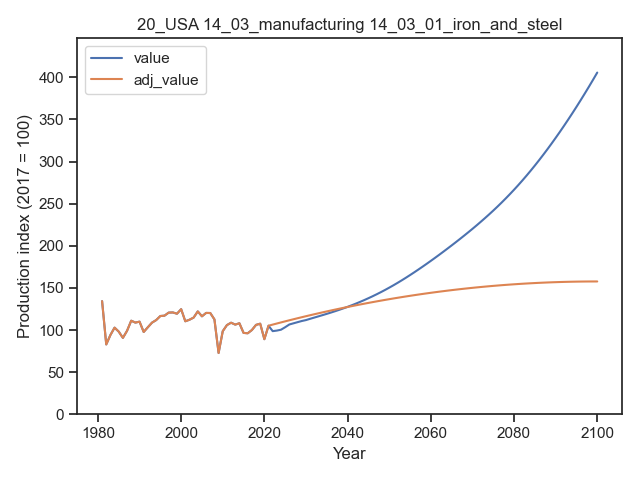 20_USA 14_03_manufacturing 14_03_01_iron_and_steel
value
adj_value
Production index (2017 = 100)
400
350
300
250
200
150
100
50
0
1980 2000 2020 2040 2060 2080 2100
Year